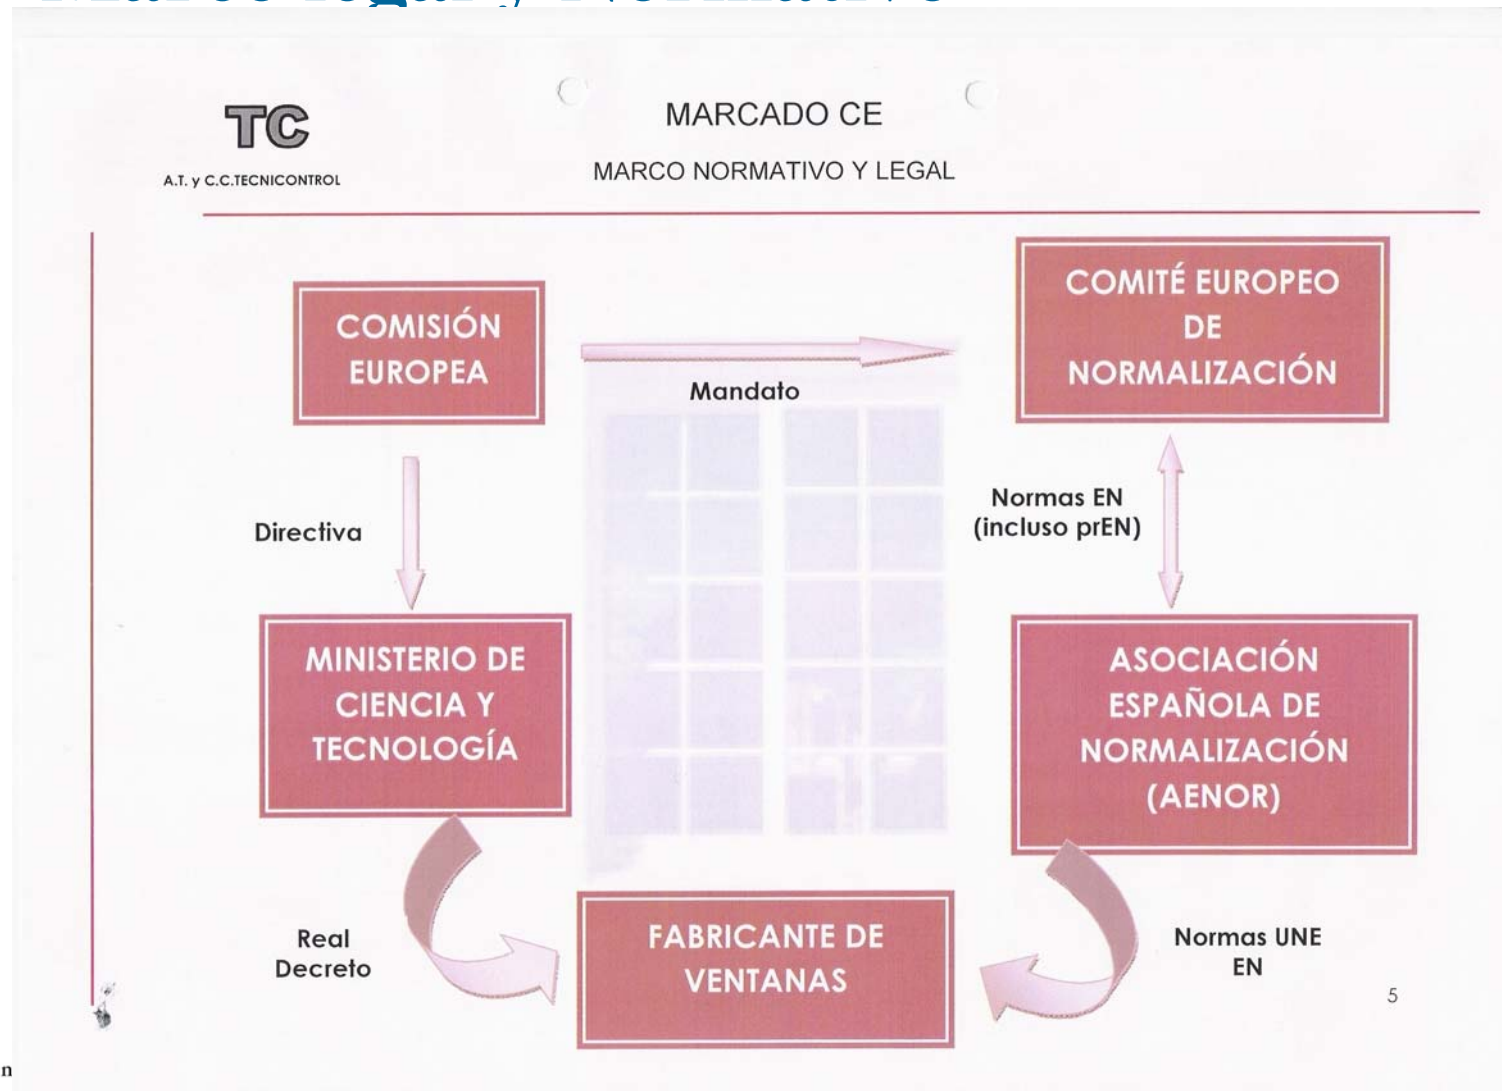 TC
A.T. y C.C.TECNICONTROL
MARCADO CE
MARCO NORMATIVO Y LEGAL
COMISIÓN
EUROPEA
Mandato
COMITÉ EUROPEO
DE
NORMALIZACIÓN
Directiva
Normas EN
(incluso prEN)
MINISTERIO DE
CIENCIA Y
TECNOLOGÍA
ASOCIACIÓN
ESPAÑOLA DE
NORMALIZACIÓN
(AENOR)
Real
Decreto
FABRICANTE DE
VENTANAS
Normas UNE
EN
5
n